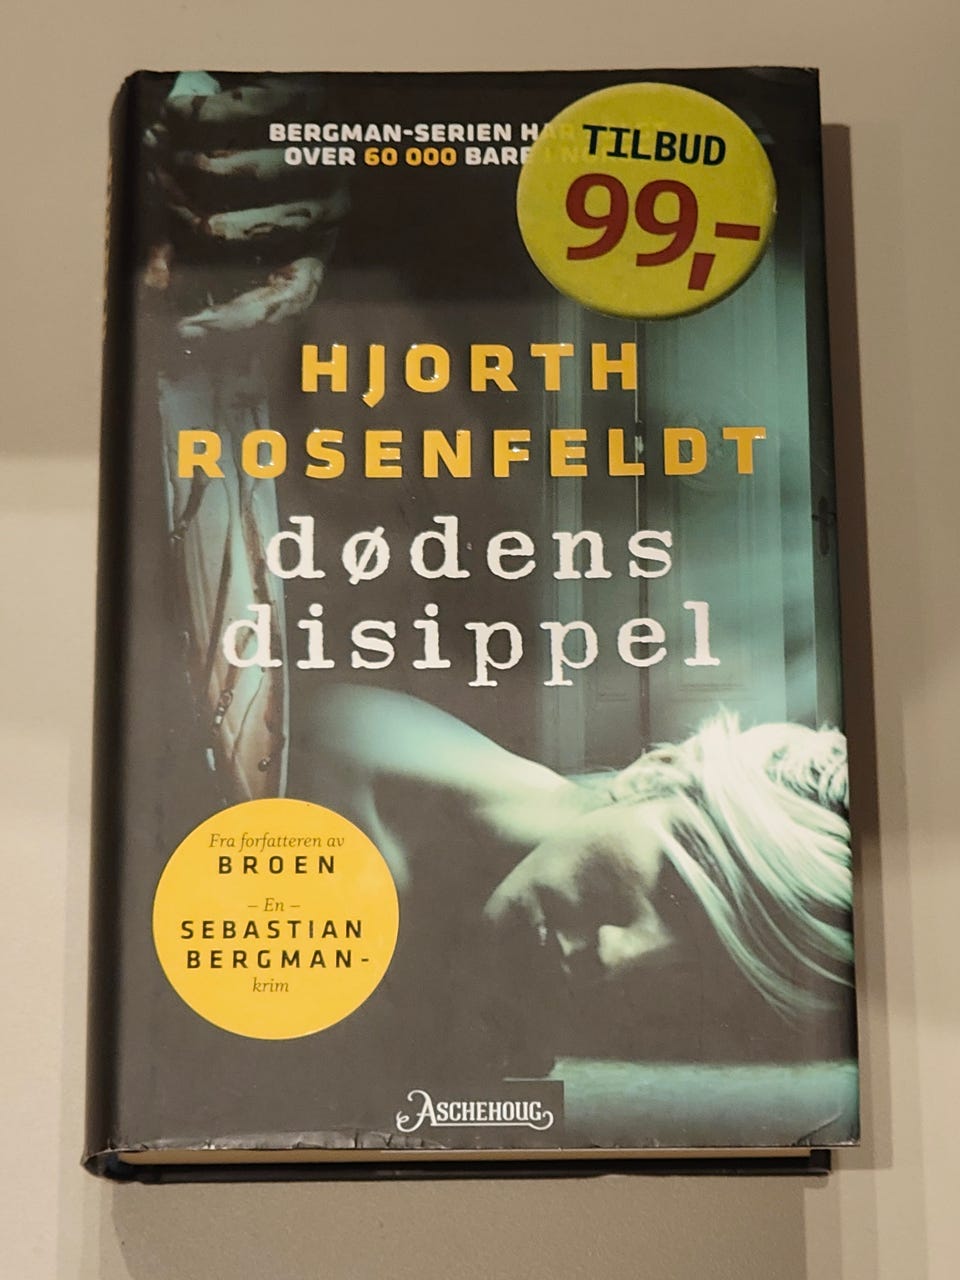 BERGMAN-SERIEN HAR
OVER 60 000 BARE I
TILBUD
99,-
HJORTH
ROSENFELDT
dødens
disippel
Fra forfatteren av
BROEN
– En –
SEBASTIAN
BERGMAN-
krim
ASCHEHOUG